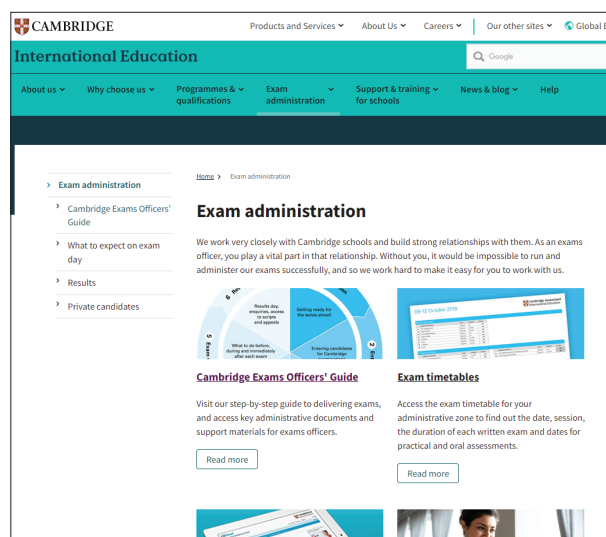 CAMBRIDGE
Products and Services
About Us
Careers
Our other sites
Global
International Education
Google
About us
Why choose us
Programmes & qualifications
Exam administration
Support & training for schools
News & blog
Help
Exam administration
Cambridge Exams Officers'
Guide
What to expect on exam
day
Results
Private candidates
Home > Exam administration
Exam administration
We work very closely with Cambridge schools and build strong relationships with them. As an exams
officer, you play a vital part in that relationship. Without you, it would be impossible to run and
administer our exams successfully, and so we work hard to make it easy for you to work with us.
6
Results day,
enquiries, access
to scripts
and appeals
Getting ready for
the series ahead
5
What to do before,
during and immediately
after each exam
Entering candidates
for Cambridge
2
08-12 October 2018
Cambridge Assessment
International Education
Cambridge Exams Officers' Guide
Visit our step-by-step guide to delivering exams,
and access key administrative documents and
support materials for exams officers.
Read more
Exam timetables
Access the exam timetable for your
administrative zone to find out the date, session,
the duration of each written exam and dates for
practical and oral assessments.
Read more